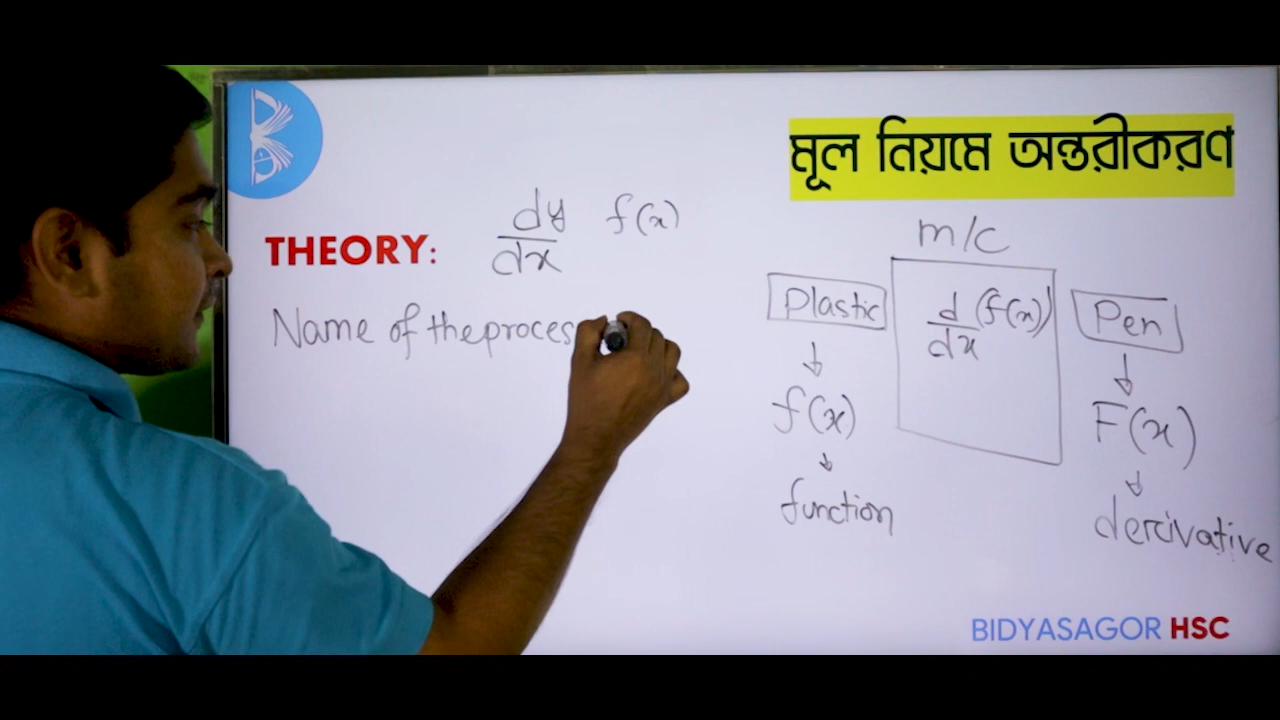 মূল নিয়মে অন্তরীকরণ
THEORY:
dy/dx f(x)
Name of the proces
m/c
Plastic
d/dx (f(x))
Pen
f(x)
F(x)
function
derivative
BIDYASAGOR HSC